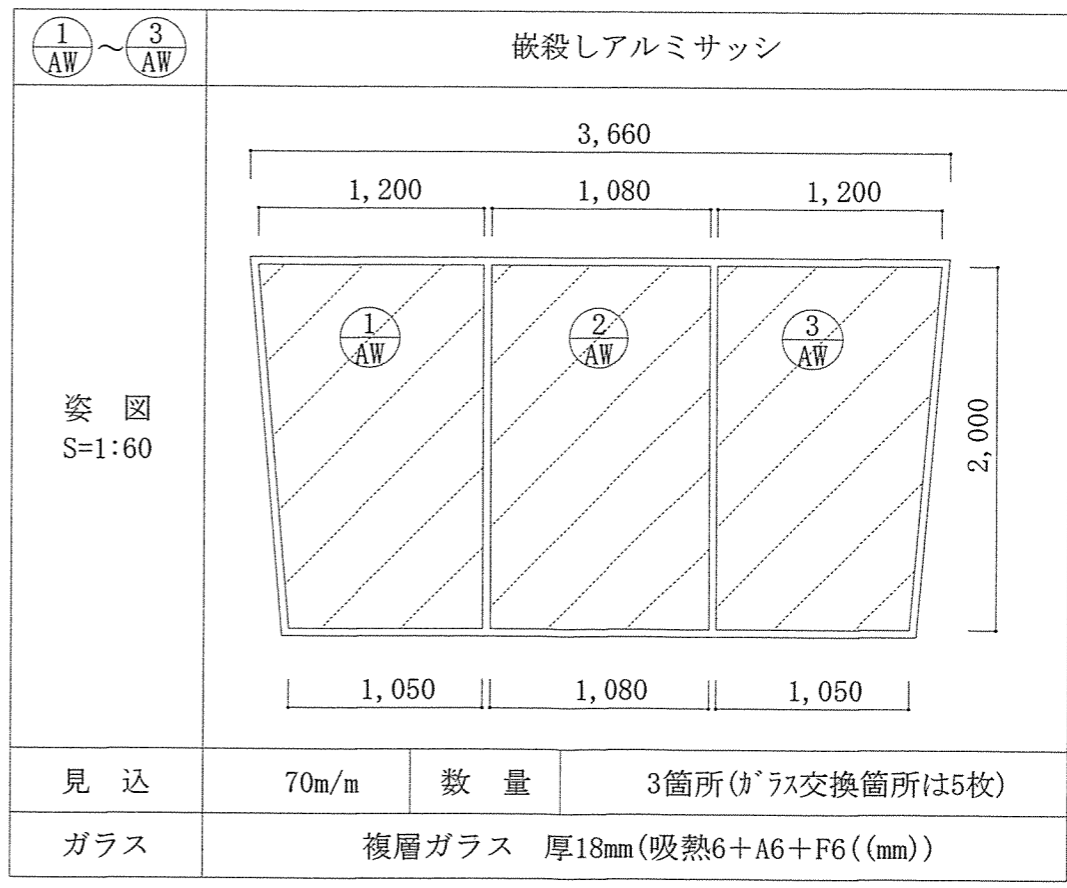 1
AW
～
3
AW
嵌殺しアルミサッシ
3,660
1,200
1,080
1,200
1
AW
2
AW
3
AW
姿 図
S=1:60
2,000
1,050
1,080
1,050
見 込
70m/m
数 量
3箇所(ｶﾞﾗｽ交換箇所は5枚)
ガラス
複層ガラス 厚18mm(吸熱6＋A6＋F6((mm))